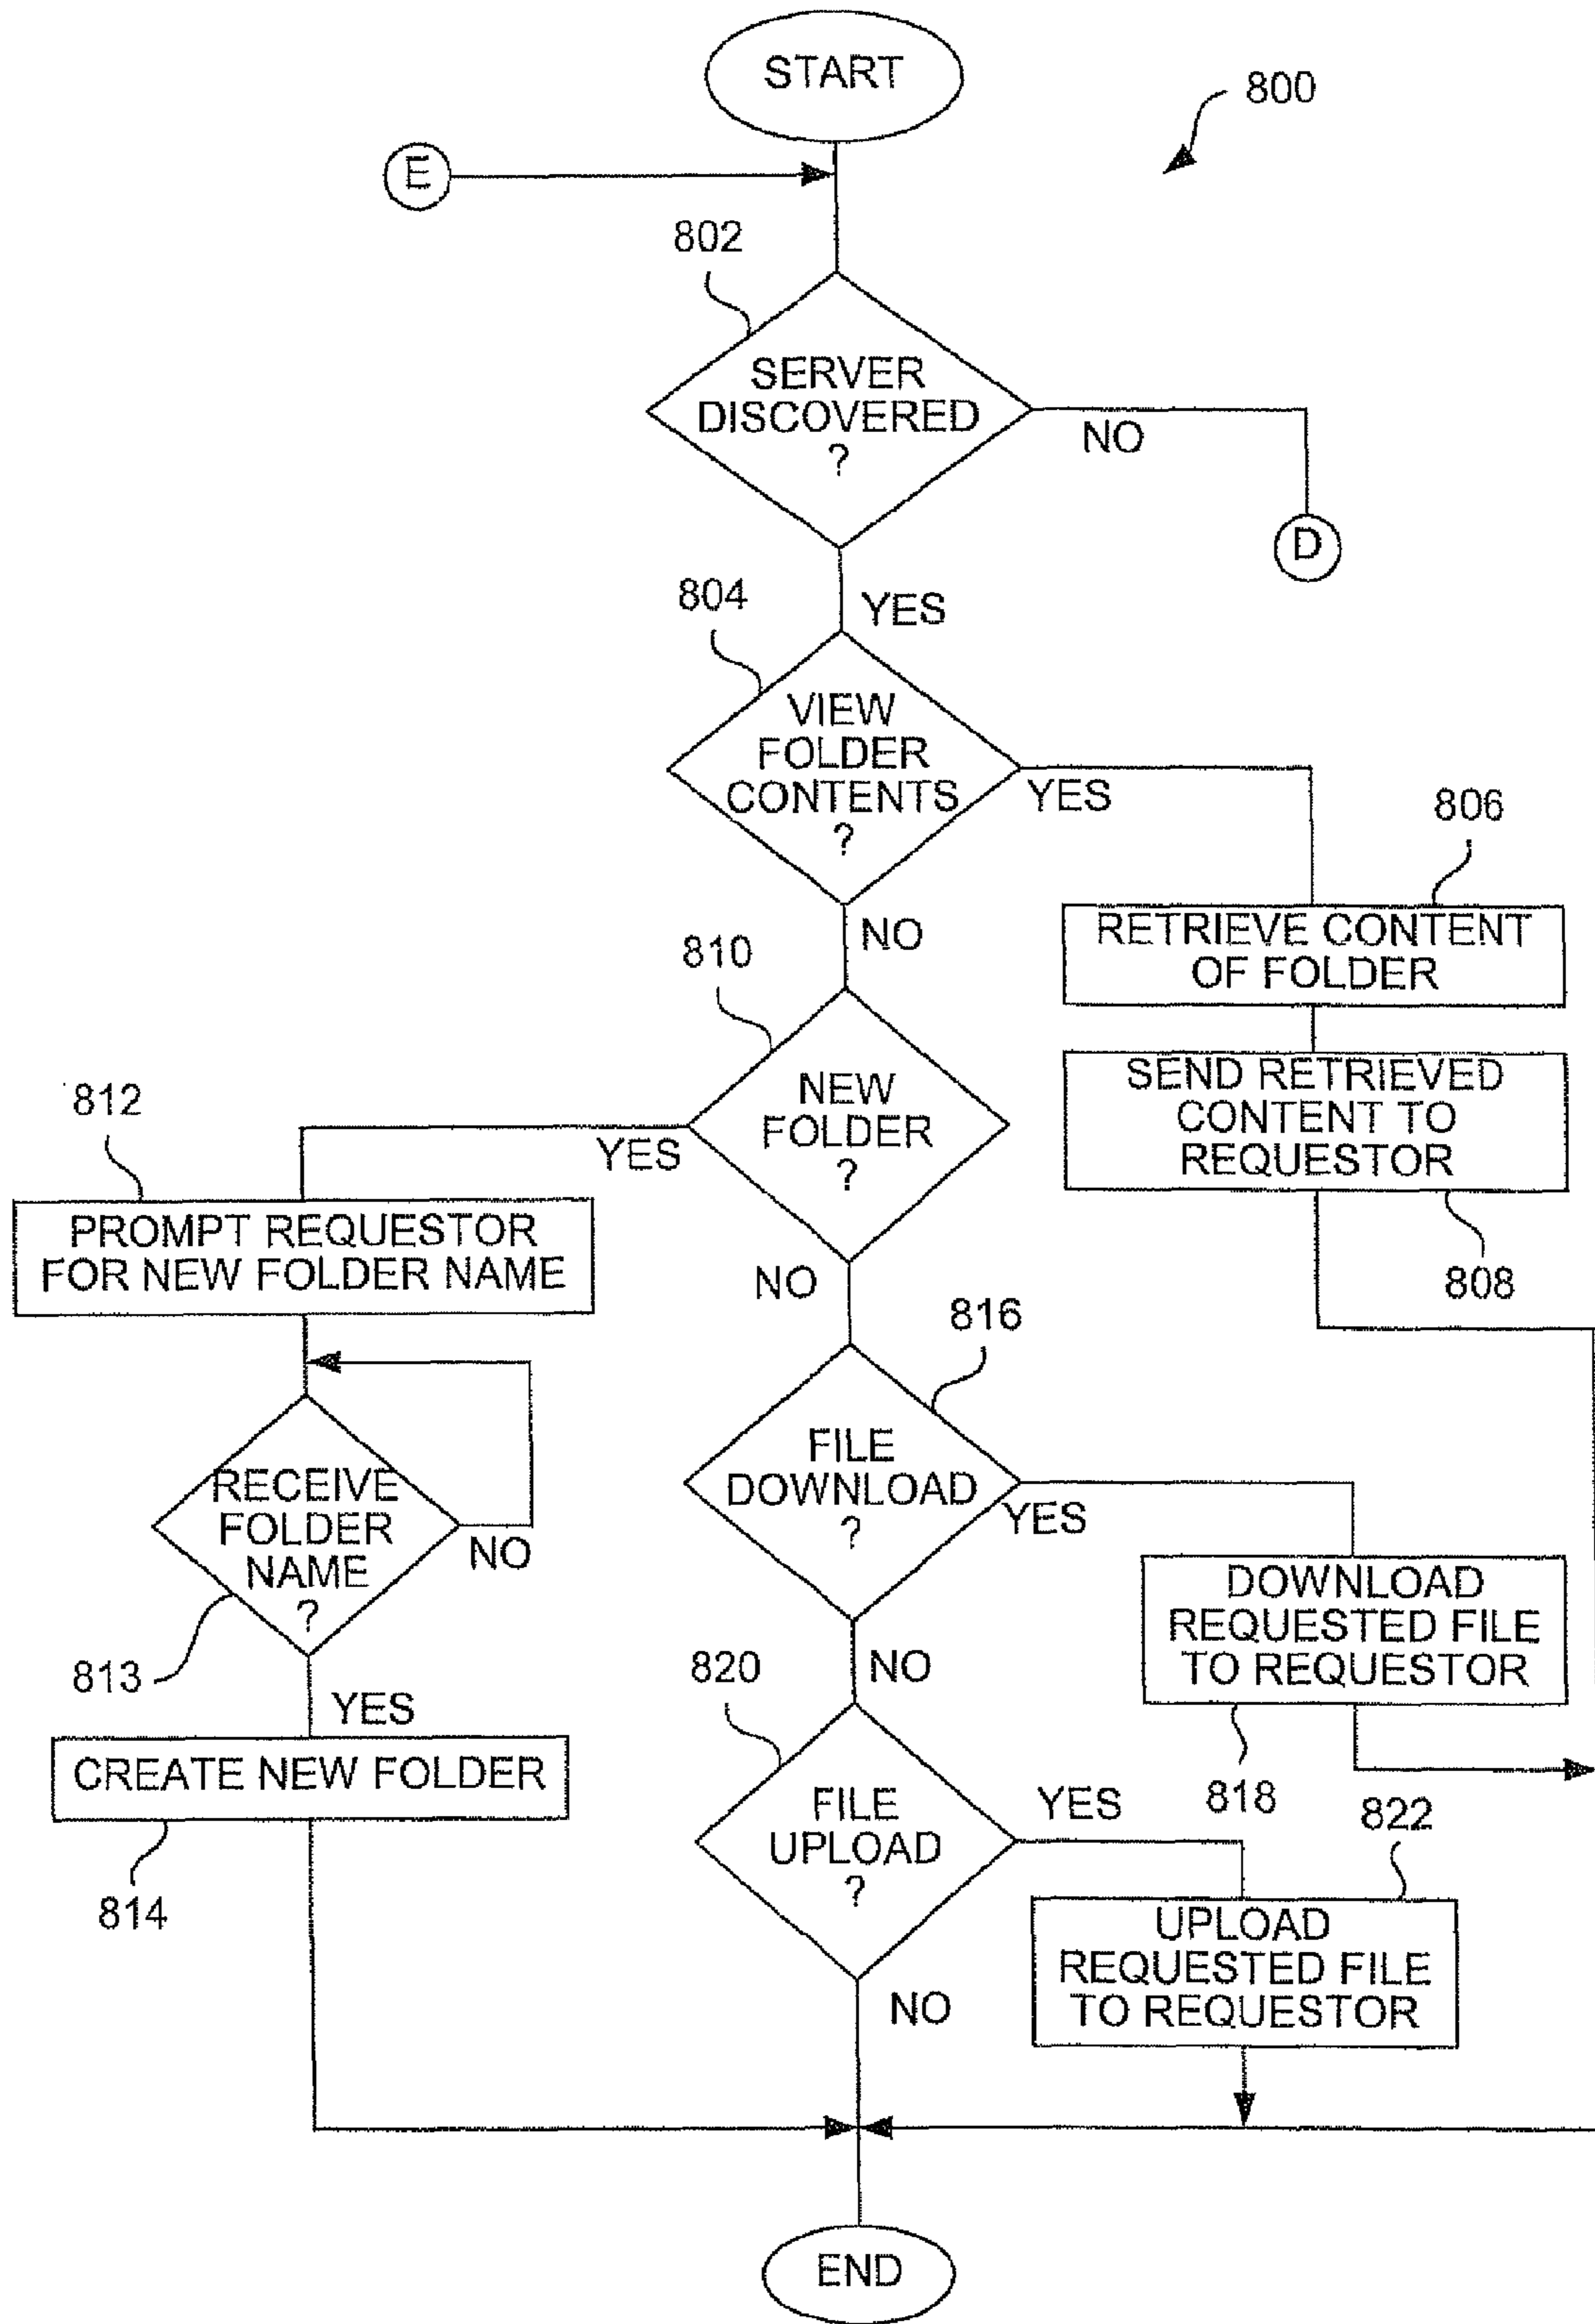 START
800
E
802
SERVER
DISCOVERED
?
NO
D
YES
804
VIEW
FOLDER
CONTENTS
?
YES
806
RETRIEVE CONTENT
OF FOLDER
NO
810
SEND RETRIEVED
CONTENT TO
REQUESTOR
808
NEW
FOLDER
?
YES
812
PROMPT REQUESTOR
FOR NEW FOLDER NAME
NO
816
RECEIVE
FOLDER
NAME
?
NO
813
YES
CREATE NEW FOLDER
814
FILE
DOWNLOAD
?
YES
DOWNLOAD
REQUESTED FILE
TO REQUESTOR
818
NO
820
FILE
UPLOAD
?
YES
822
UPLOAD
REQUESTED FILE
TO REQUESTOR
NO
END